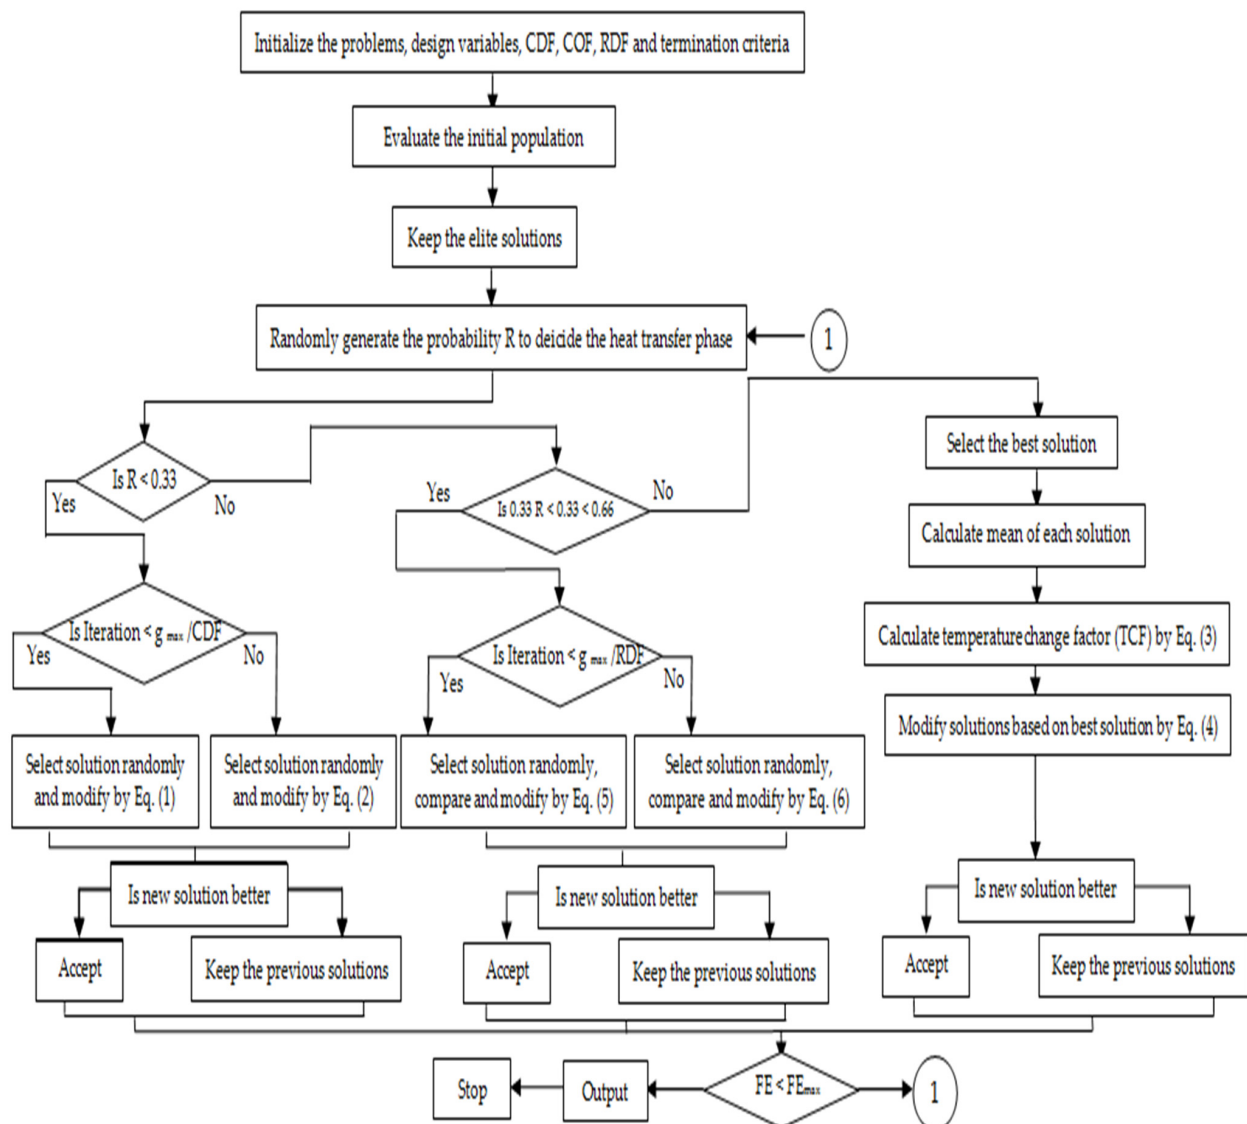 Initialize the problems, design variables, CDF, COF, RDF and termination criteria
Evaluate the initial population
Keep the elite solutions
Randomly generate the probability R to deicide the heat transfer phase
1
Select the best solution
Is R < 0.33
Yes
No
Is 0.33 R < 0.33 < 0.66
Yes
No
Calculate mean of each solution
Is Iteration < g max /CDF
Yes
No
Is Iteration < g max /RDF
Yes
No
Calculate temperature change factor (TCF) by Eq. (3)
Modify solutions based on best solution by Eq. (4)
Select solution randomly
and modify by Eq. (1)
Select solution randomly
and modify by Eq. (2)
Select solution randomly,
compare and modify by Eq. (5)
Select solution randomly,
compare and modify by Eq. (6)
Is new solution better
Is new solution better
Is new solution better
Accept
Keep the previous solutions
Accept
Keep the previous solutions
Accept
Keep the previous solutions
Stop
Output
FE < FEmax
1